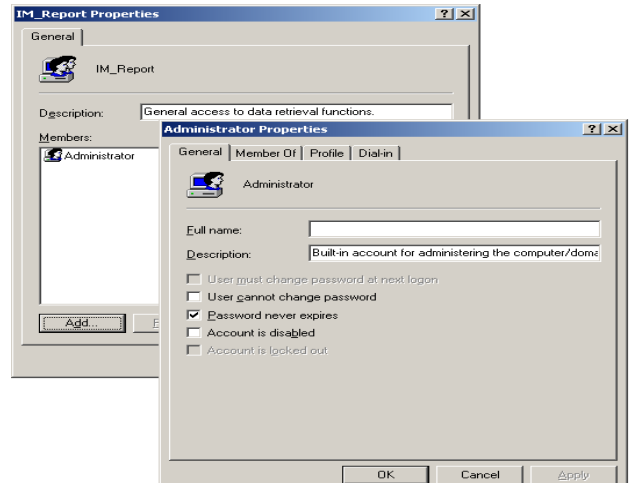 IM_Report Properties
General
IM_Report
Description: General access to data retrieval functions.
Members:
Administrator
Add...
Administrator Properties
General Member Of Profile Dial-in
Administrator
Full name:
Description: Built-in account for administering the computer/doma
User must change password at next logon
User cannot change password
Password never expires
Account is disabled
Account is locked out
OK Cancel Apply